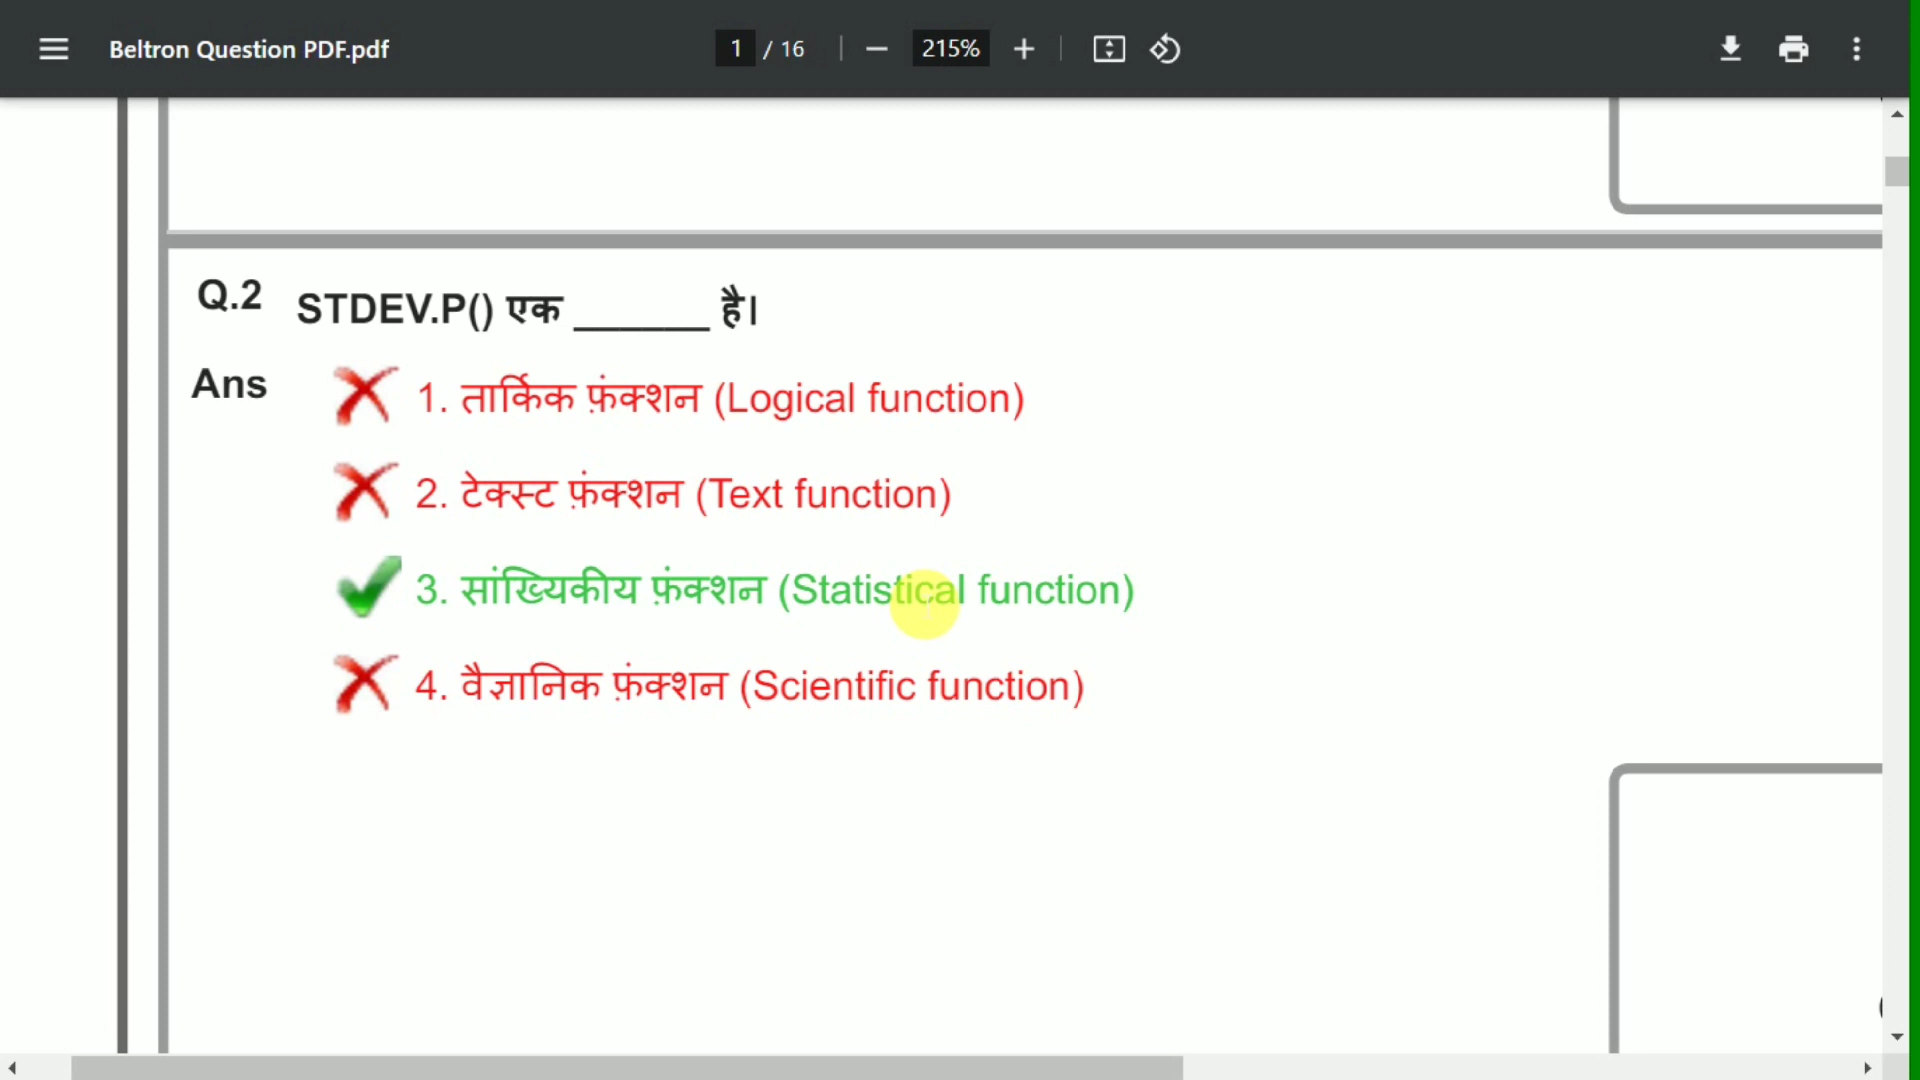 Beltron Question PDF.pdf
1 / 16
215%
Q.2 STDEV.P() एक ______ है।
Ans
1. तार्किक फ़ंक्शन (Logical function)
2. टेक्स्ट फ़ंक्शन (Text function)
3. सांख्यिकीय फ़ंक्शन (Statistical function)
4. वैज्ञानिक फ़ंक्शन (Scientific function)